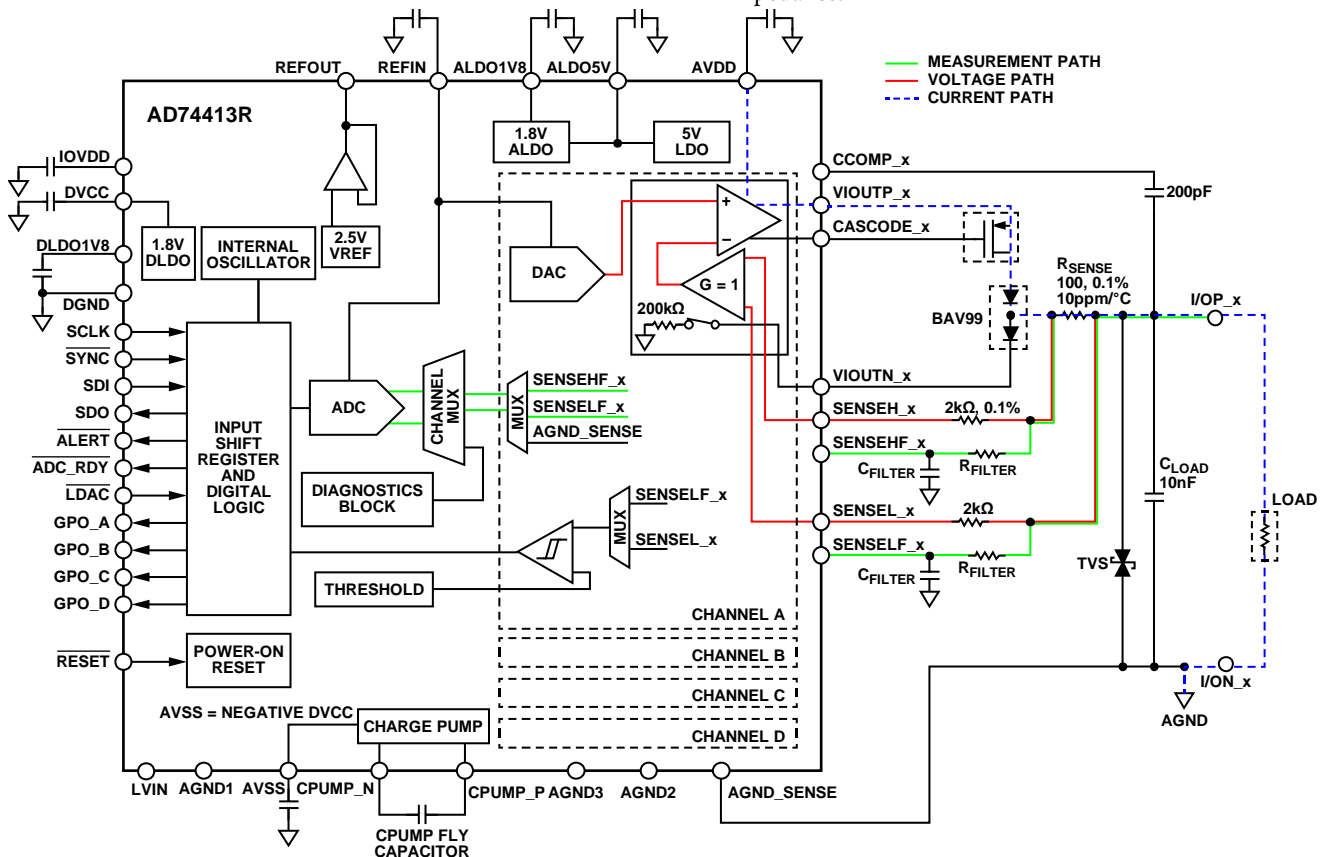 REFOUT
REFIN
ALDO1V8
ALDO5V
AVDD
MEASUREMENT PATH
VOLTAGE PATH
CURRENT PATH
AD74413R
IOVDD
DVCC
DLDO1V8
DGND
SCLK
SYNC
SDI
SDO
ALERT
ADC_RDY
LDAC
GPO_A
GPO_B
GPO_C
GPO_D
RESET
1.8V
DLDO
INTERNAL
OSCILLATOR
2.5V
VREF
1.8V
ALDO
5V
LDO
INPUT
SHIFT
REGISTER
AND
DIGITAL
LOGIC
POWER-ON
RESET
ADC
CHANNEL
MUX
DIAGNOSTICS
BLOCK
THRESHOLD
MUX
SENSEHF_x
SENSELF_x
AGND_SENSE
MUX
SENSELF_x
SENSEL_x
DAC
+
−
G = 1
200kΩ
CHANNEL A
CHANNEL B
CHANNEL C
CHANNEL D
CCOMP_x
VIOUTP_x
CASCODE_x
VIOUTN_x
SENSEH_x
SENSEHF_x
SENSEL_x
SENSELF_x
200pF
BAV99
RSENSE
100, 0.1%
10ppm/°C
I/OP_x
2kΩ, 0.1%
CFILTER
RFILTER
2kΩ
CFILTER
RFILTER
CLOAD
10nF
TVS
LOAD
I/ON_x
AGND
AVSS = NEGATIVE DVCC
CHARGE PUMP
LVIN
AGND1
AVSS
CPUMP_N
CPUMP_P
AGND3
AGND2
AGND_SENSE
CPUMP FLY
CAPACITOR